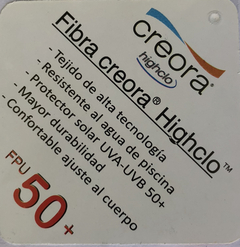 creora®
highclo
Fibra creora® Highclo™
- Tejido de alta tecnología
- Resistente al agua de piscina
- Protector solar UVA-UVB 50+
- Mayor durabilidad
- Confortable ajuste al cuerpo
FPU 50+